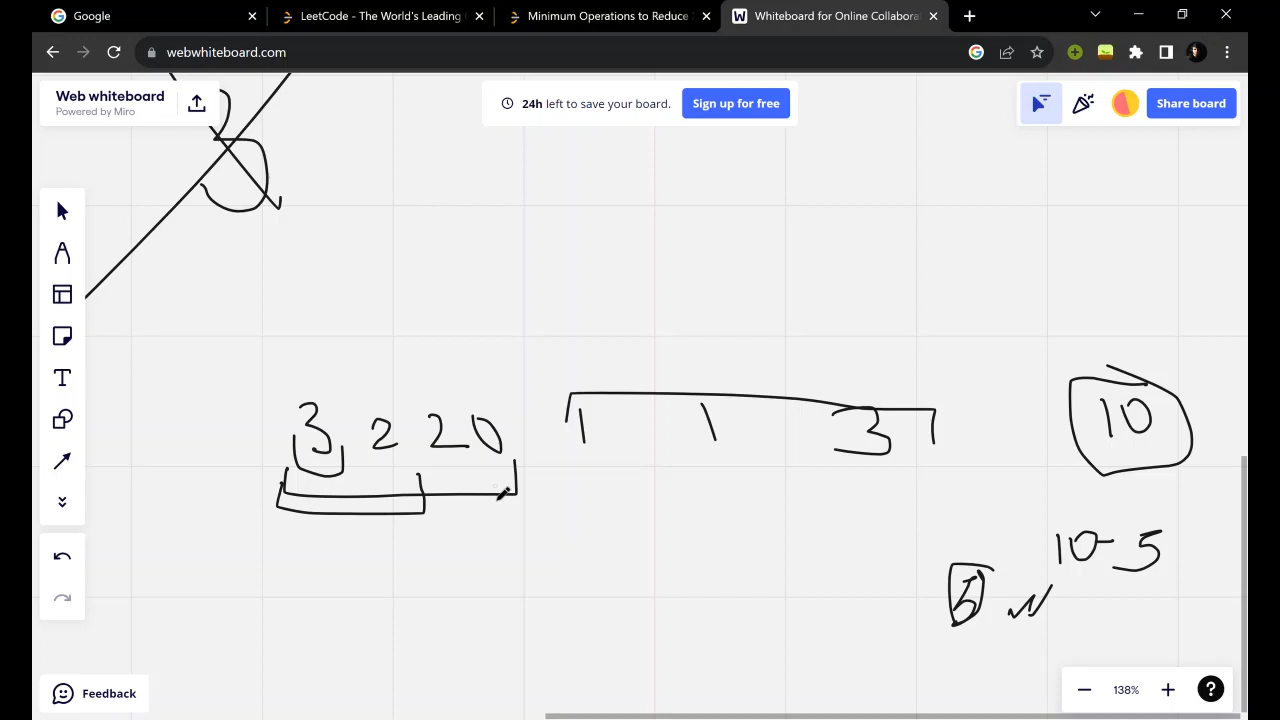 Google
LeetCode - The World's Leading
Minimum Operations to Reduce
Whiteboard for Online Collabora
webwhiteboard.com
Web whiteboard
Powered by Miro
24h left to save your board.
Sign up for free
Share board
3 2 20 1 1 3
10
10-5
5
Feedback
138%